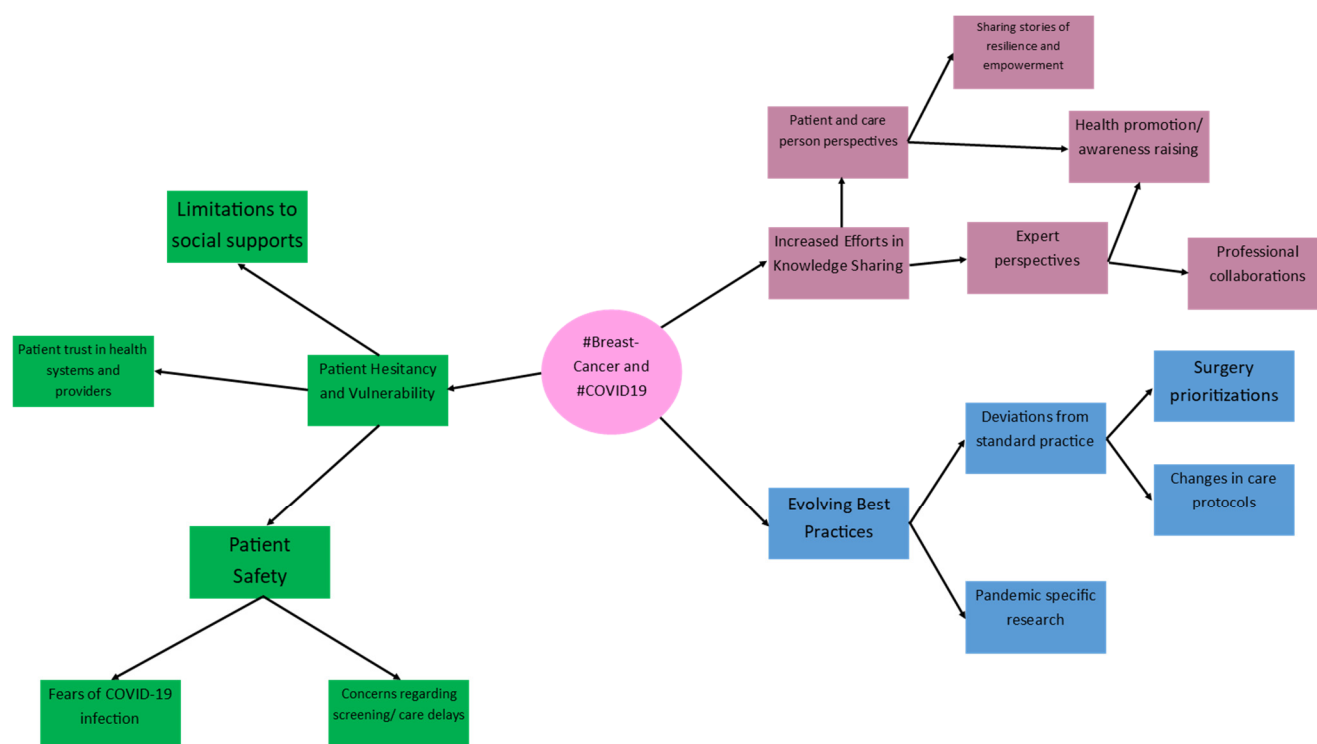 Sharing stories of
resilience and
empowerment
Patient and care
person perspectives
Health promotion/
awareness raising
Limitations to
social supports
Increased Efforts in
Knowledge Sharing
Expert
perspectives
Professional
collaborations
#Breast-
Cancer and
#COVID19
Patient trust in health
systems and
providers
Patient Hesitancy
and Vulnerability
Surgery
prioritizations
Deviations from
standard practice
Changes in care
protocols
Evolving Best
Practices
Patient
Safety
Pandemic specific
research
Fears of COVID-19
infection
Concerns regarding
screening/ care delays